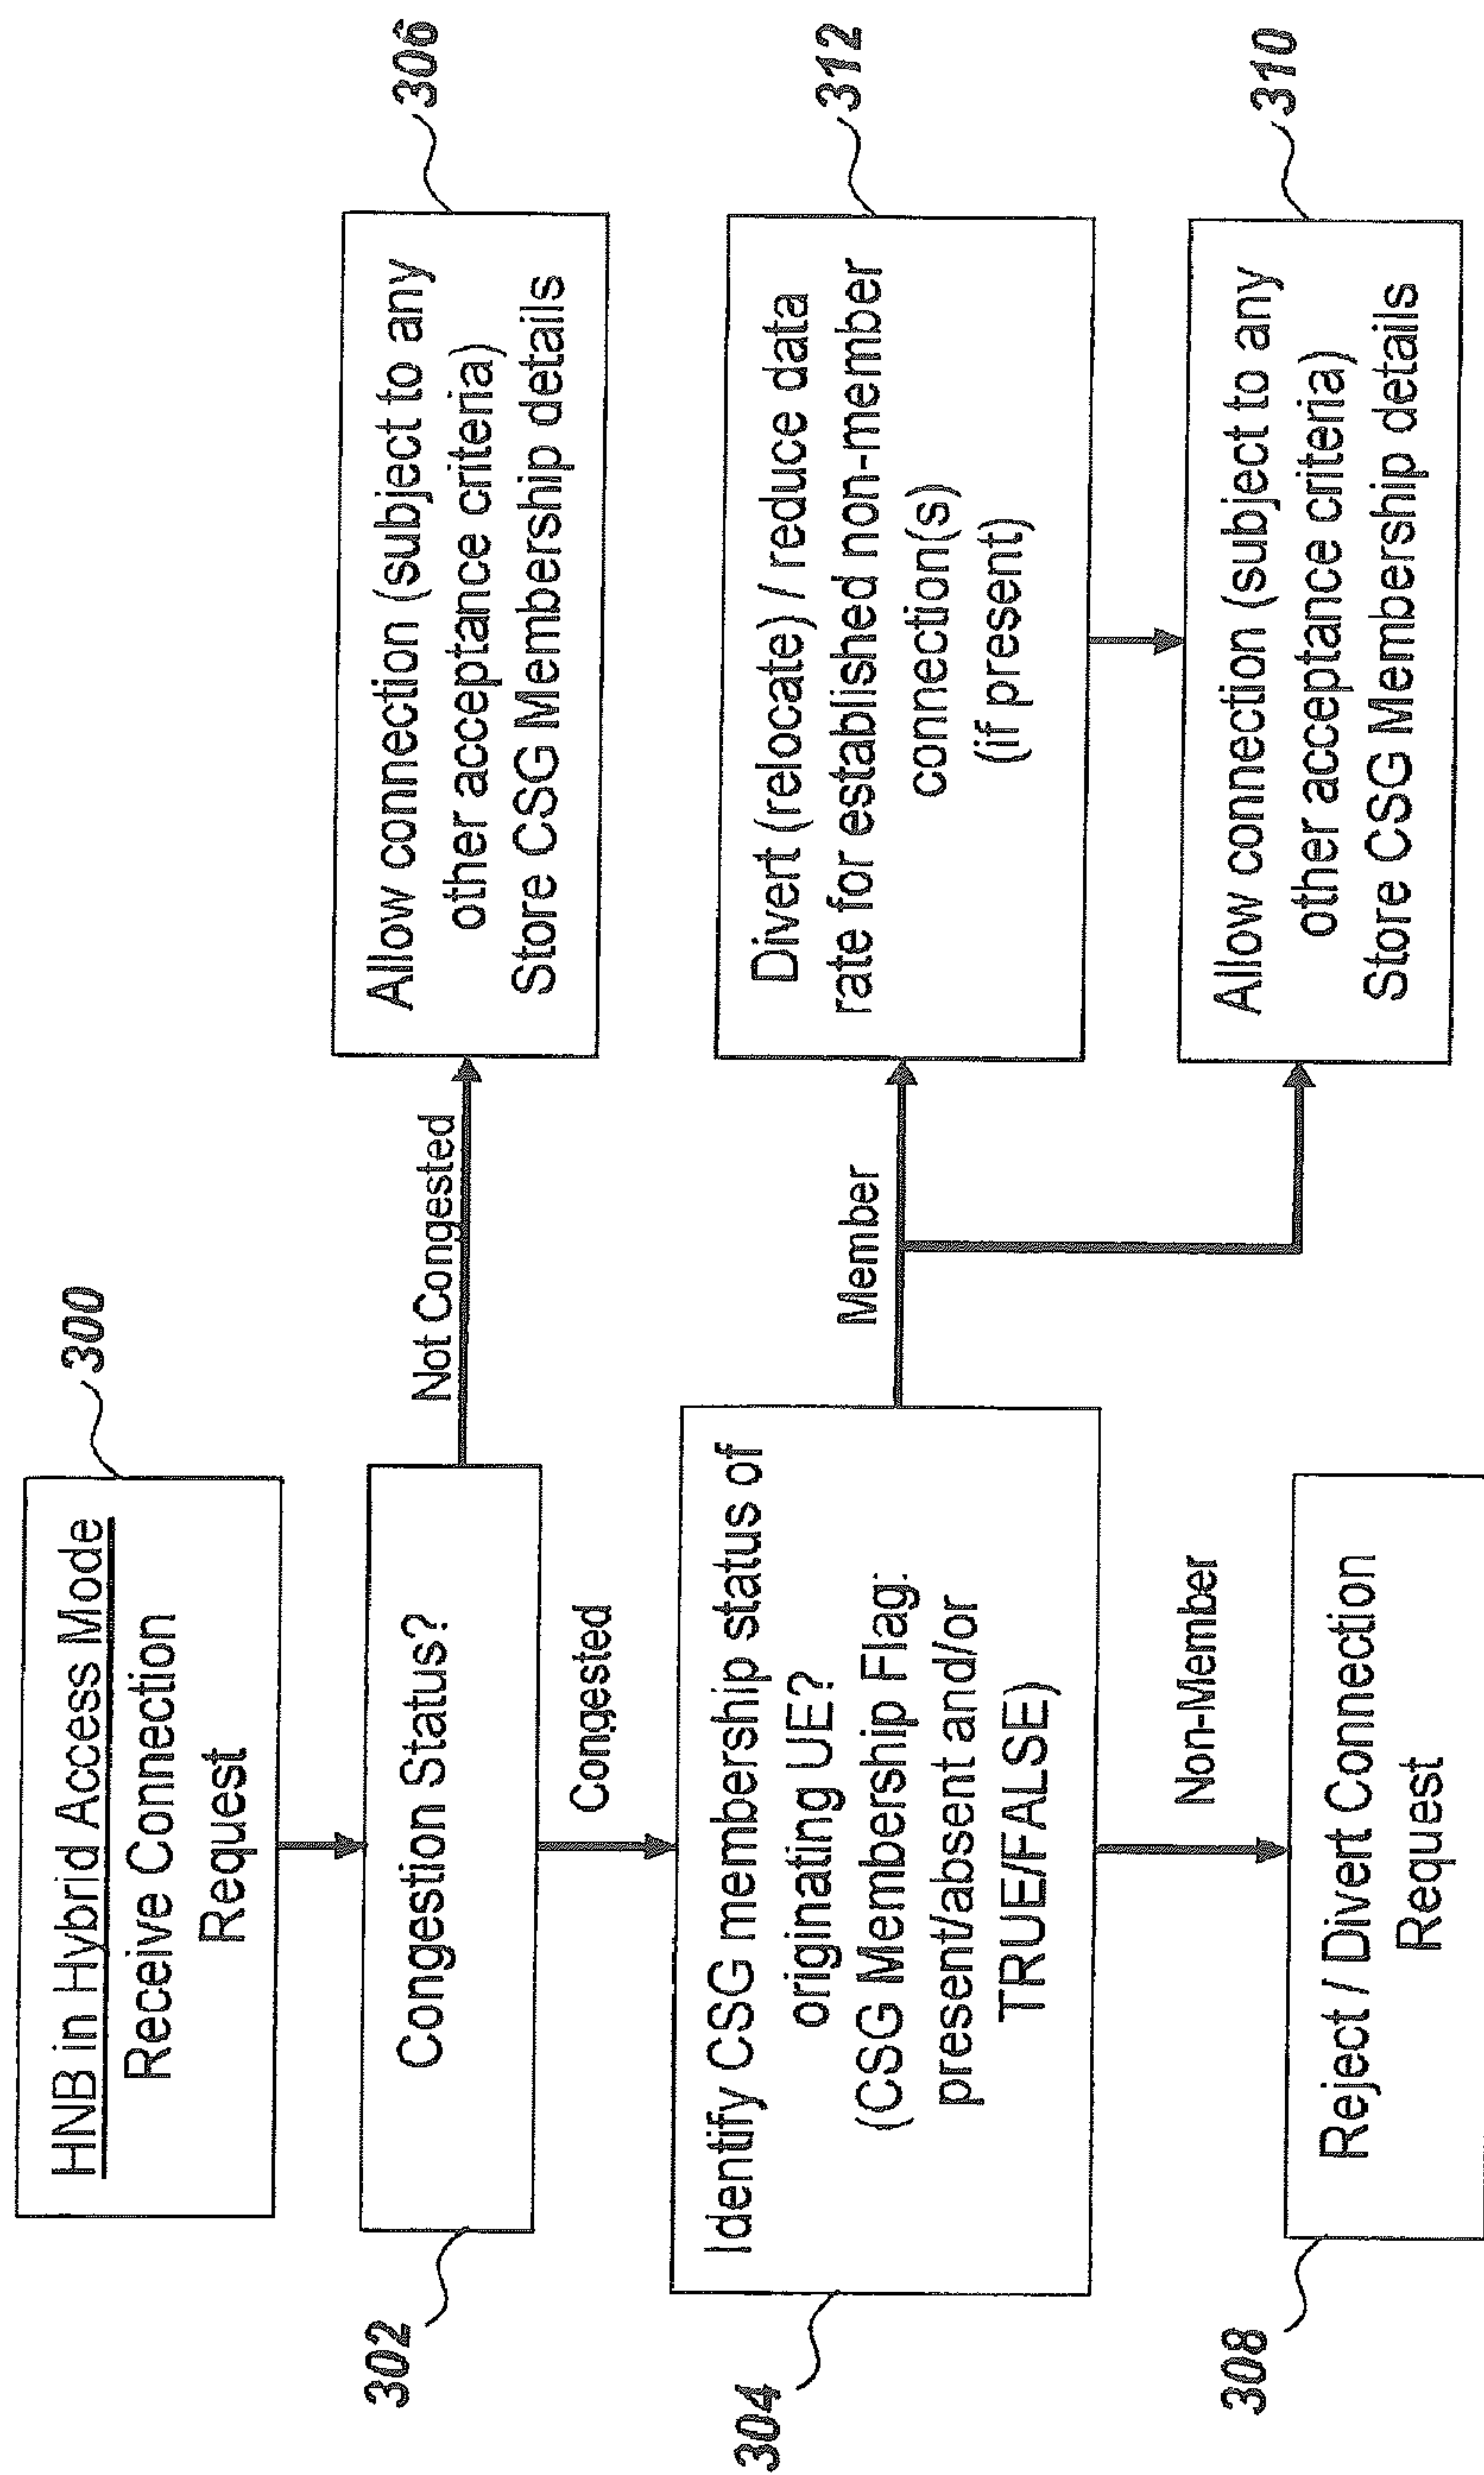 300
HNB in Hybrid Access Mode
Receive Connection
Request
302
Congestion Status?
Not Congested
306
Allow connection (subject to any
other acceptance criteria)
Store CSG Membership details
Congested
304
Identify CSG membership status of
originating UE?
(CSG Membership Flag:
present/absent and/or
TRUE/FALSE)
Member
312
Divert (relocate) / reduce data
rate for established non-member
connection(s)
(if present)
Non-Member
308
Reject / Divert Connection
Request
310
Allow connection (subject to any
other acceptance criteria)
Store CSG Membership details